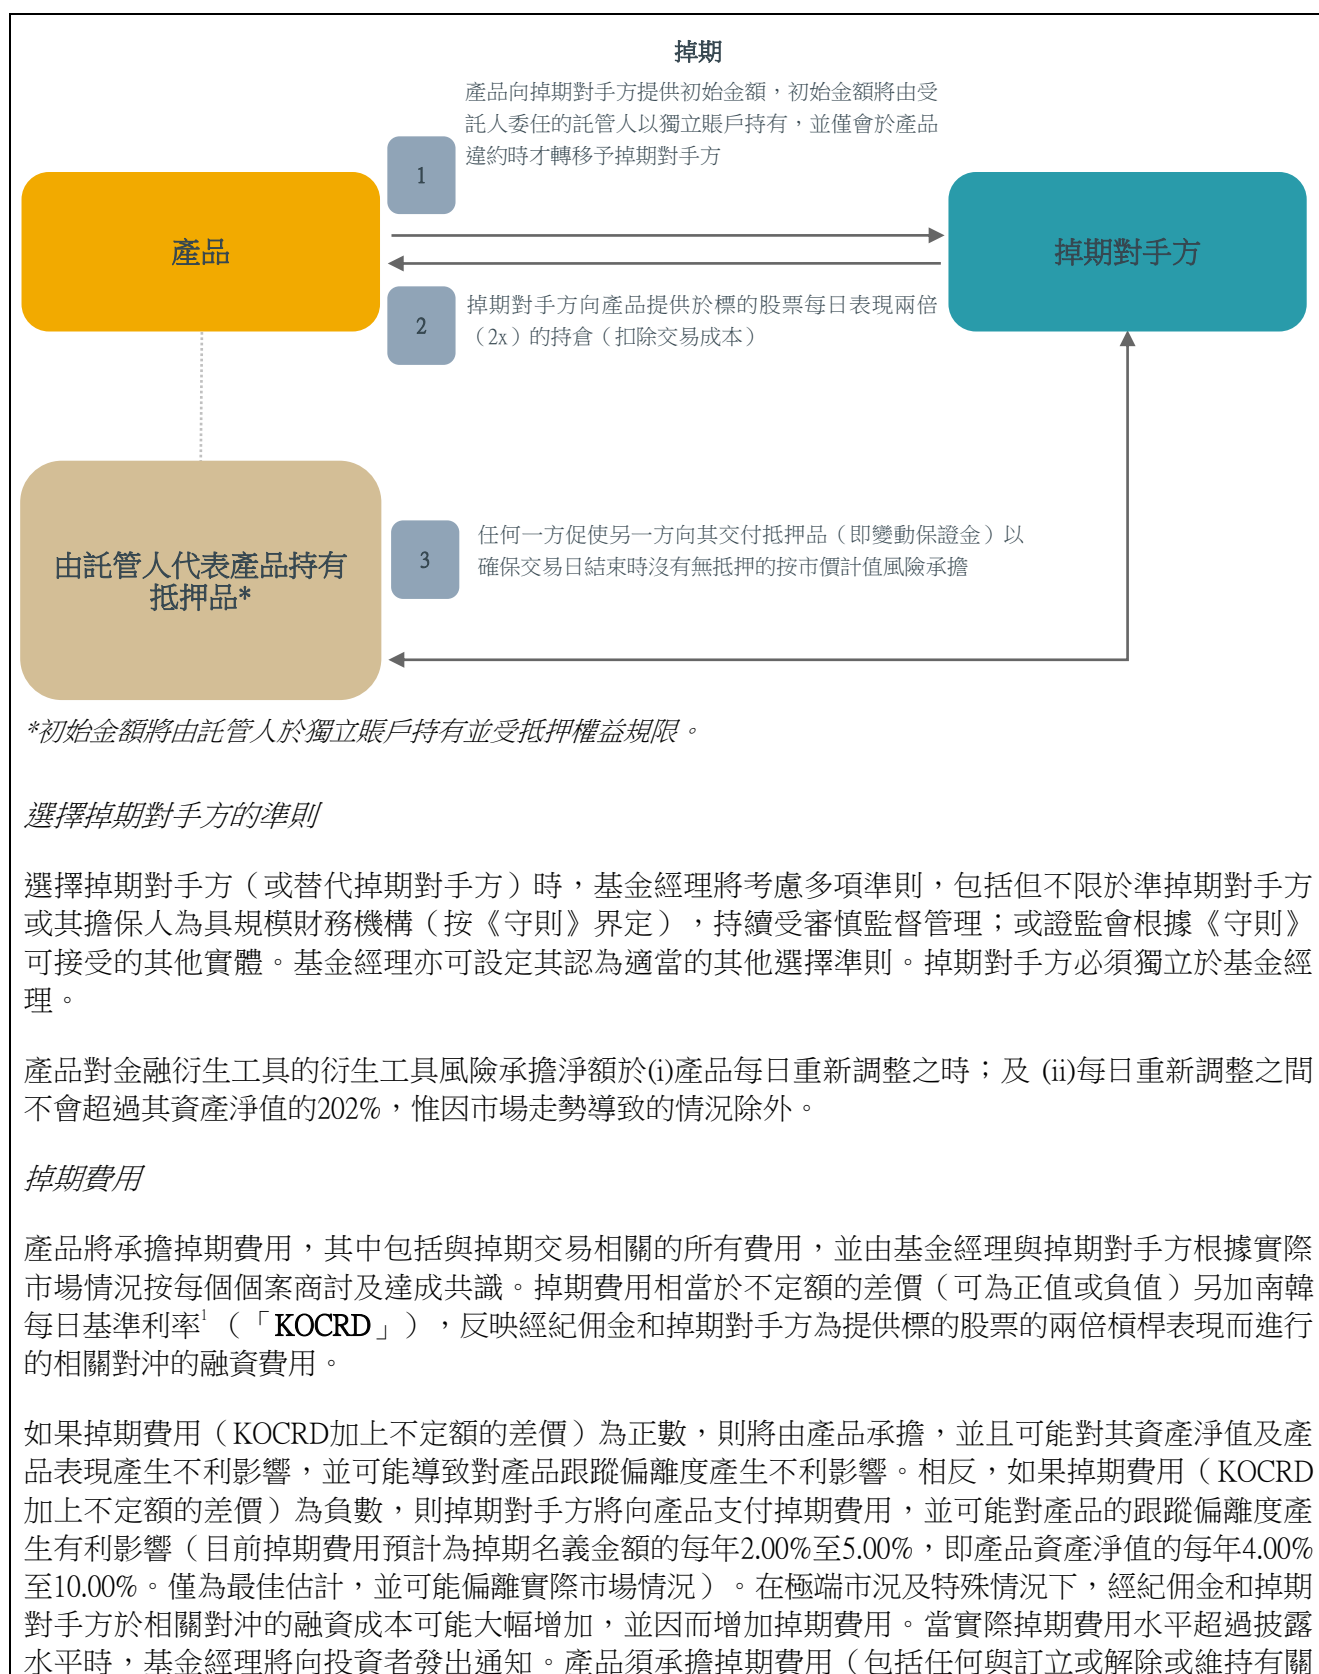 掉期
產品向掉期對手方提供初始金額，初始金額將由受
託人委任的託管人以獨立賬戶持有，並僅會於產品
違約時才轉移予掉期對手方
1
產品
掉期對手方
2
掉期對手方向產品提供於標的股票每日表現兩倍
（2x）的持倉（扣除交易成本）
由託管人代表產品持有
抵押品*
3
任何一方促使另一方向其交付抵押品（即變動保證金）以
確保交易日結束時沒有無抵押的按市價計值風險承擔
*初始金額將由託管人於獨立賬戶持有並受抵押權益規限。
選擇掉期對手方的準則
選擇掉期對手方（或替代掉期對手方）時，基金經理將考慮多項準則，包括但不限於準掉期對手方
或其擔保人為具規模財務機構（按《守則》界定），持續受審慎監督管理；或證監會根據《守則》
可接受的其他實體。基金經理亦可設定其認為適當的其他選擇準則。掉期對手方必須獨立於基金經
理。
產品對金融衍生工具的衍生工具風險承擔淨額於(i)產品每日重新調整之時；及 (ii)每日重新調整之間
不會超過其資產淨值的202%，惟因市場走勢導致的情況除外。
掉期費用
產品將承擔掉期費用，其中包括與掉期交易相關的所有費用，並由基金經理與掉期對手方根據實際
市場情況按每個個案商討及達成共識。掉期費用相當於不定額的差價（可為正值或負值）另加南韓
每日基準利率1（「KOCRD」），反映經紀佣金和掉期對手方為提供標的股票的兩倍槓桿表現而進行
的相關對沖的融資費用。
如果掉期費用（KOCRD加上不定額的差價）為正數，則將由產品承擔，並且可能對其資產淨值及產
品表現產生不利影響，並可能導致對產品跟蹤偏離度產生不利影響。相反，如果掉期費用（KOCRD
加上不定額的差價）為負數，則掉期對手方將向產品支付掉期費用，並可能對產品的跟蹤偏離度產
生有利影響（目前掉期費用預計為掉期名義金額的每年2.00%至5.00%，即產品資產淨值的每年4.00%
至10.00%。僅為最佳估計，並可能偏離實際市場情況）。在極端市況及特殊情況下，經紀佣金和掉期
對手方於相關對沖的融資成本可能大幅增加，並因而增加掉期費用。當實際掉期費用水平超過披露
水平時，基金經理將向投資者發出通知。產品須承擔掉期費用（包括任何與訂立或解除或維持有關